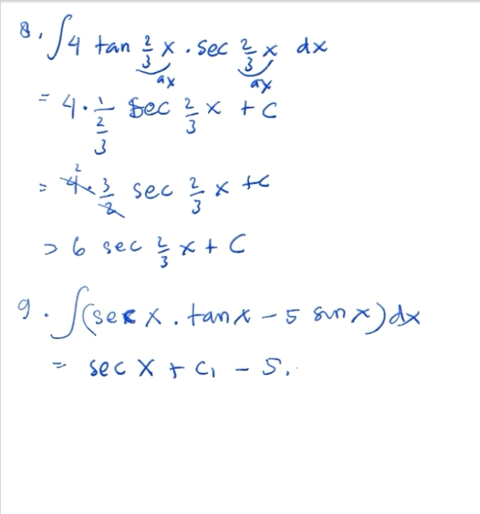 8. ∫4 tan 2/3 x . sec 2/3 x dx
ax ax
= 4 . 1/(2/3) sec 2/3 x + C
= 4² . 3/2 sec 2/3 x + C
= 6 sec 2/3 x + C
9. ∫(sec x . tan x - 5 sin x) dx
= sec x + C₁ - 5.